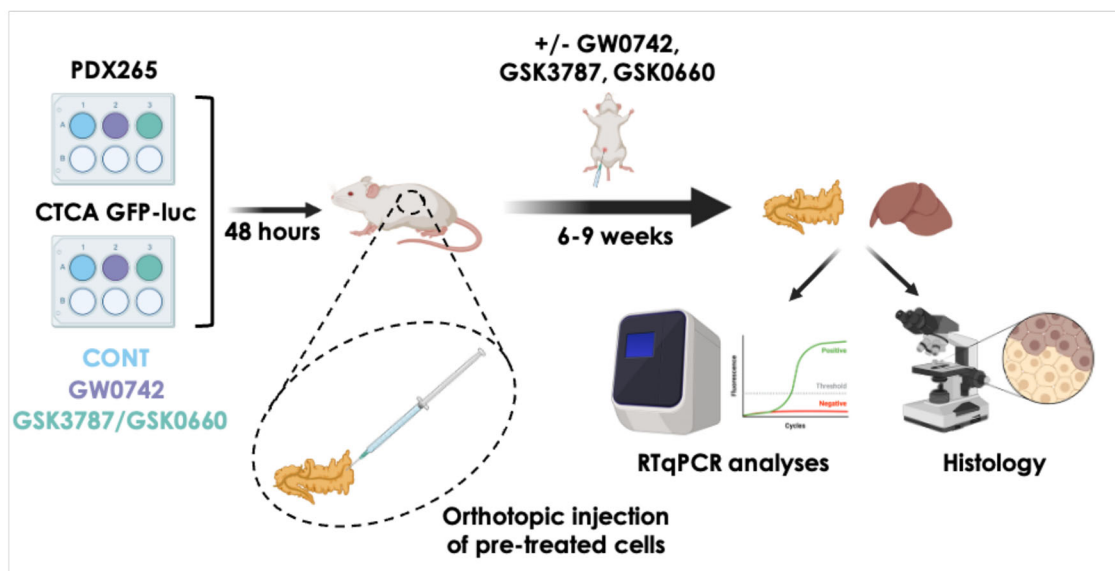 PDX265
1 2 3
A
B
CTCA GFP-luc
1 2 3
A
B
CONT
GW0742
GSK3787/GSK0660
48 hours
+/- GW0742,
GSK3787, GSK0660
6-9 weeks
Orthotopic injection
of pre-treated cells
Fluorescence
Positive
Threshold
Negative
Cycles
RTqPCR analyses
Histology